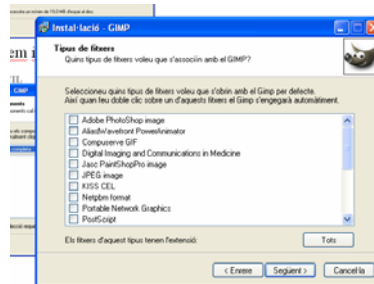 Instal·lació - GIMP
Tipus de fitxers
Quins tipus de fitxers voleu que s'associïn amb el GIMP?
Seleccioneu quins tipus de fitxers voleu que s'obrin amb el Gimp per defecte.
Així quan feu doble clic sobre un d'aquests fitxers el Gimp s'engegarà automàtiment.
Adobe PhotoShop image
Alias/Wavefront PowerAnimator
Compuserve GIF
Digital Imaging and Communications in Medicine
Jasc PaintShopPro image
JPEG image
KISS CEL
Netpbm format
Portable Network Graphics
PostScript
Els fitxers d'aquest tipus tenen l'extensió:
Tots
< Enrere
Següent >
Cancel·la